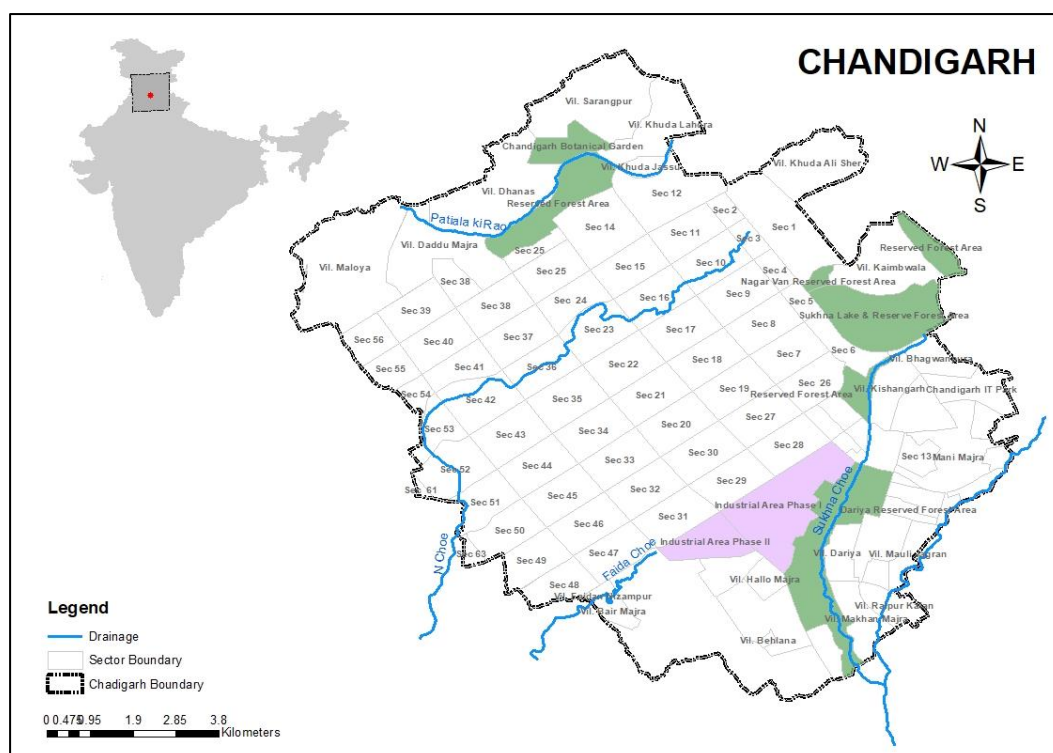 CHANDIGARH
N
W E
S
Vil. Sarangpur
Vil. Khuda Lahora
Chandigarh Botanical Garden
Vil. Khuda Jassu
Vil. Khuda Ali Sher
Vil. Dhanas
Sec 12
Reserved Forest Area
Sec 2
Patiala kiRao
Sec 14
Sec 1
Sec 11
Sec 3
Vil. Daddu Majra
Sec 25
Reserved Forest Area
Vil. Maloya
Sec 25
Sec 15
Sec 10
Sec 4
Vil. Kaimbwala
Sec 38
Nagar Van Reserved Forest Area
Sec 24
Sec 16
Sec 9
Sec 5
Sec 39
Sec 38
Sukhna Lake & Reserve Forest Area
Sec 23
Sec 17
Sec 8
Sec 56
Sec 40
Sec 37
Sec 7
Sec 6
Vil. Bhagwanpura
Sec 55
Sec 41
Sec 36
Sec 22
Sec 18
Sec 26
Vil. Kishangarh
Chandigarh IT Park
Sec 54
Sec 42
Sec 35
Sec 21
Sec 19
Reserved Forest Area
Sec 53
Sec 43
Sec 34
Sec 20
Sec 27
Sec 52
Sec 44
Sec 33
Sec 30
Sec 28
Sec 13
Mani Majra
Sec 61
Sec 51
Sec 45
Sec 32
Sec 29
Sukhna Choe
Industrial Area Phase I
Dariya Reserved Forest Area
Sec 50
Sec 46
Sec 31
Industrial Area Phase II
N Choe
Sec 63
Sec 49
Sec 47
Faida Choe
Vil. Dariya
Sec 48
Vil. Hallo Majra
Vil. Bair Majra
Vil. Raipur Kalan
Vil. Makhan Majra
Vil. Behlana
Legend
Drainage
Sector Boundary
Chadigarh Boundary
0 0.475 0.95 1.9 2.85 3.8
Kilometers